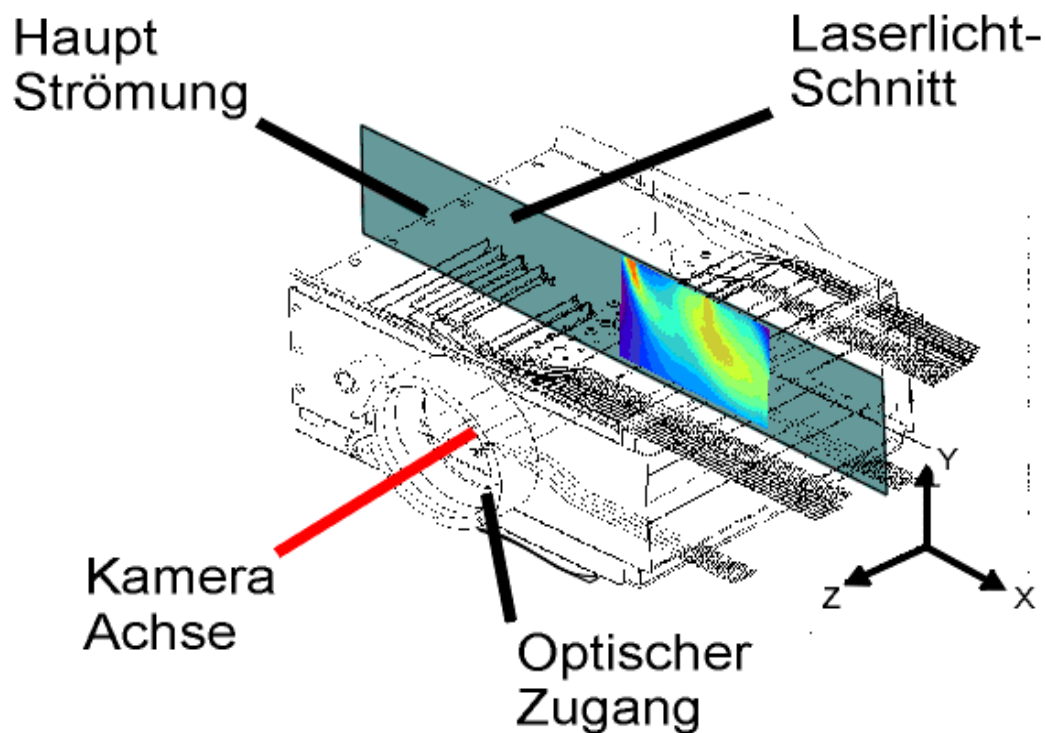 Haupt
Strömung
Laserlicht-
Schnitt
Y
Z
X
Kamera
Achse
Optischer
Zugang